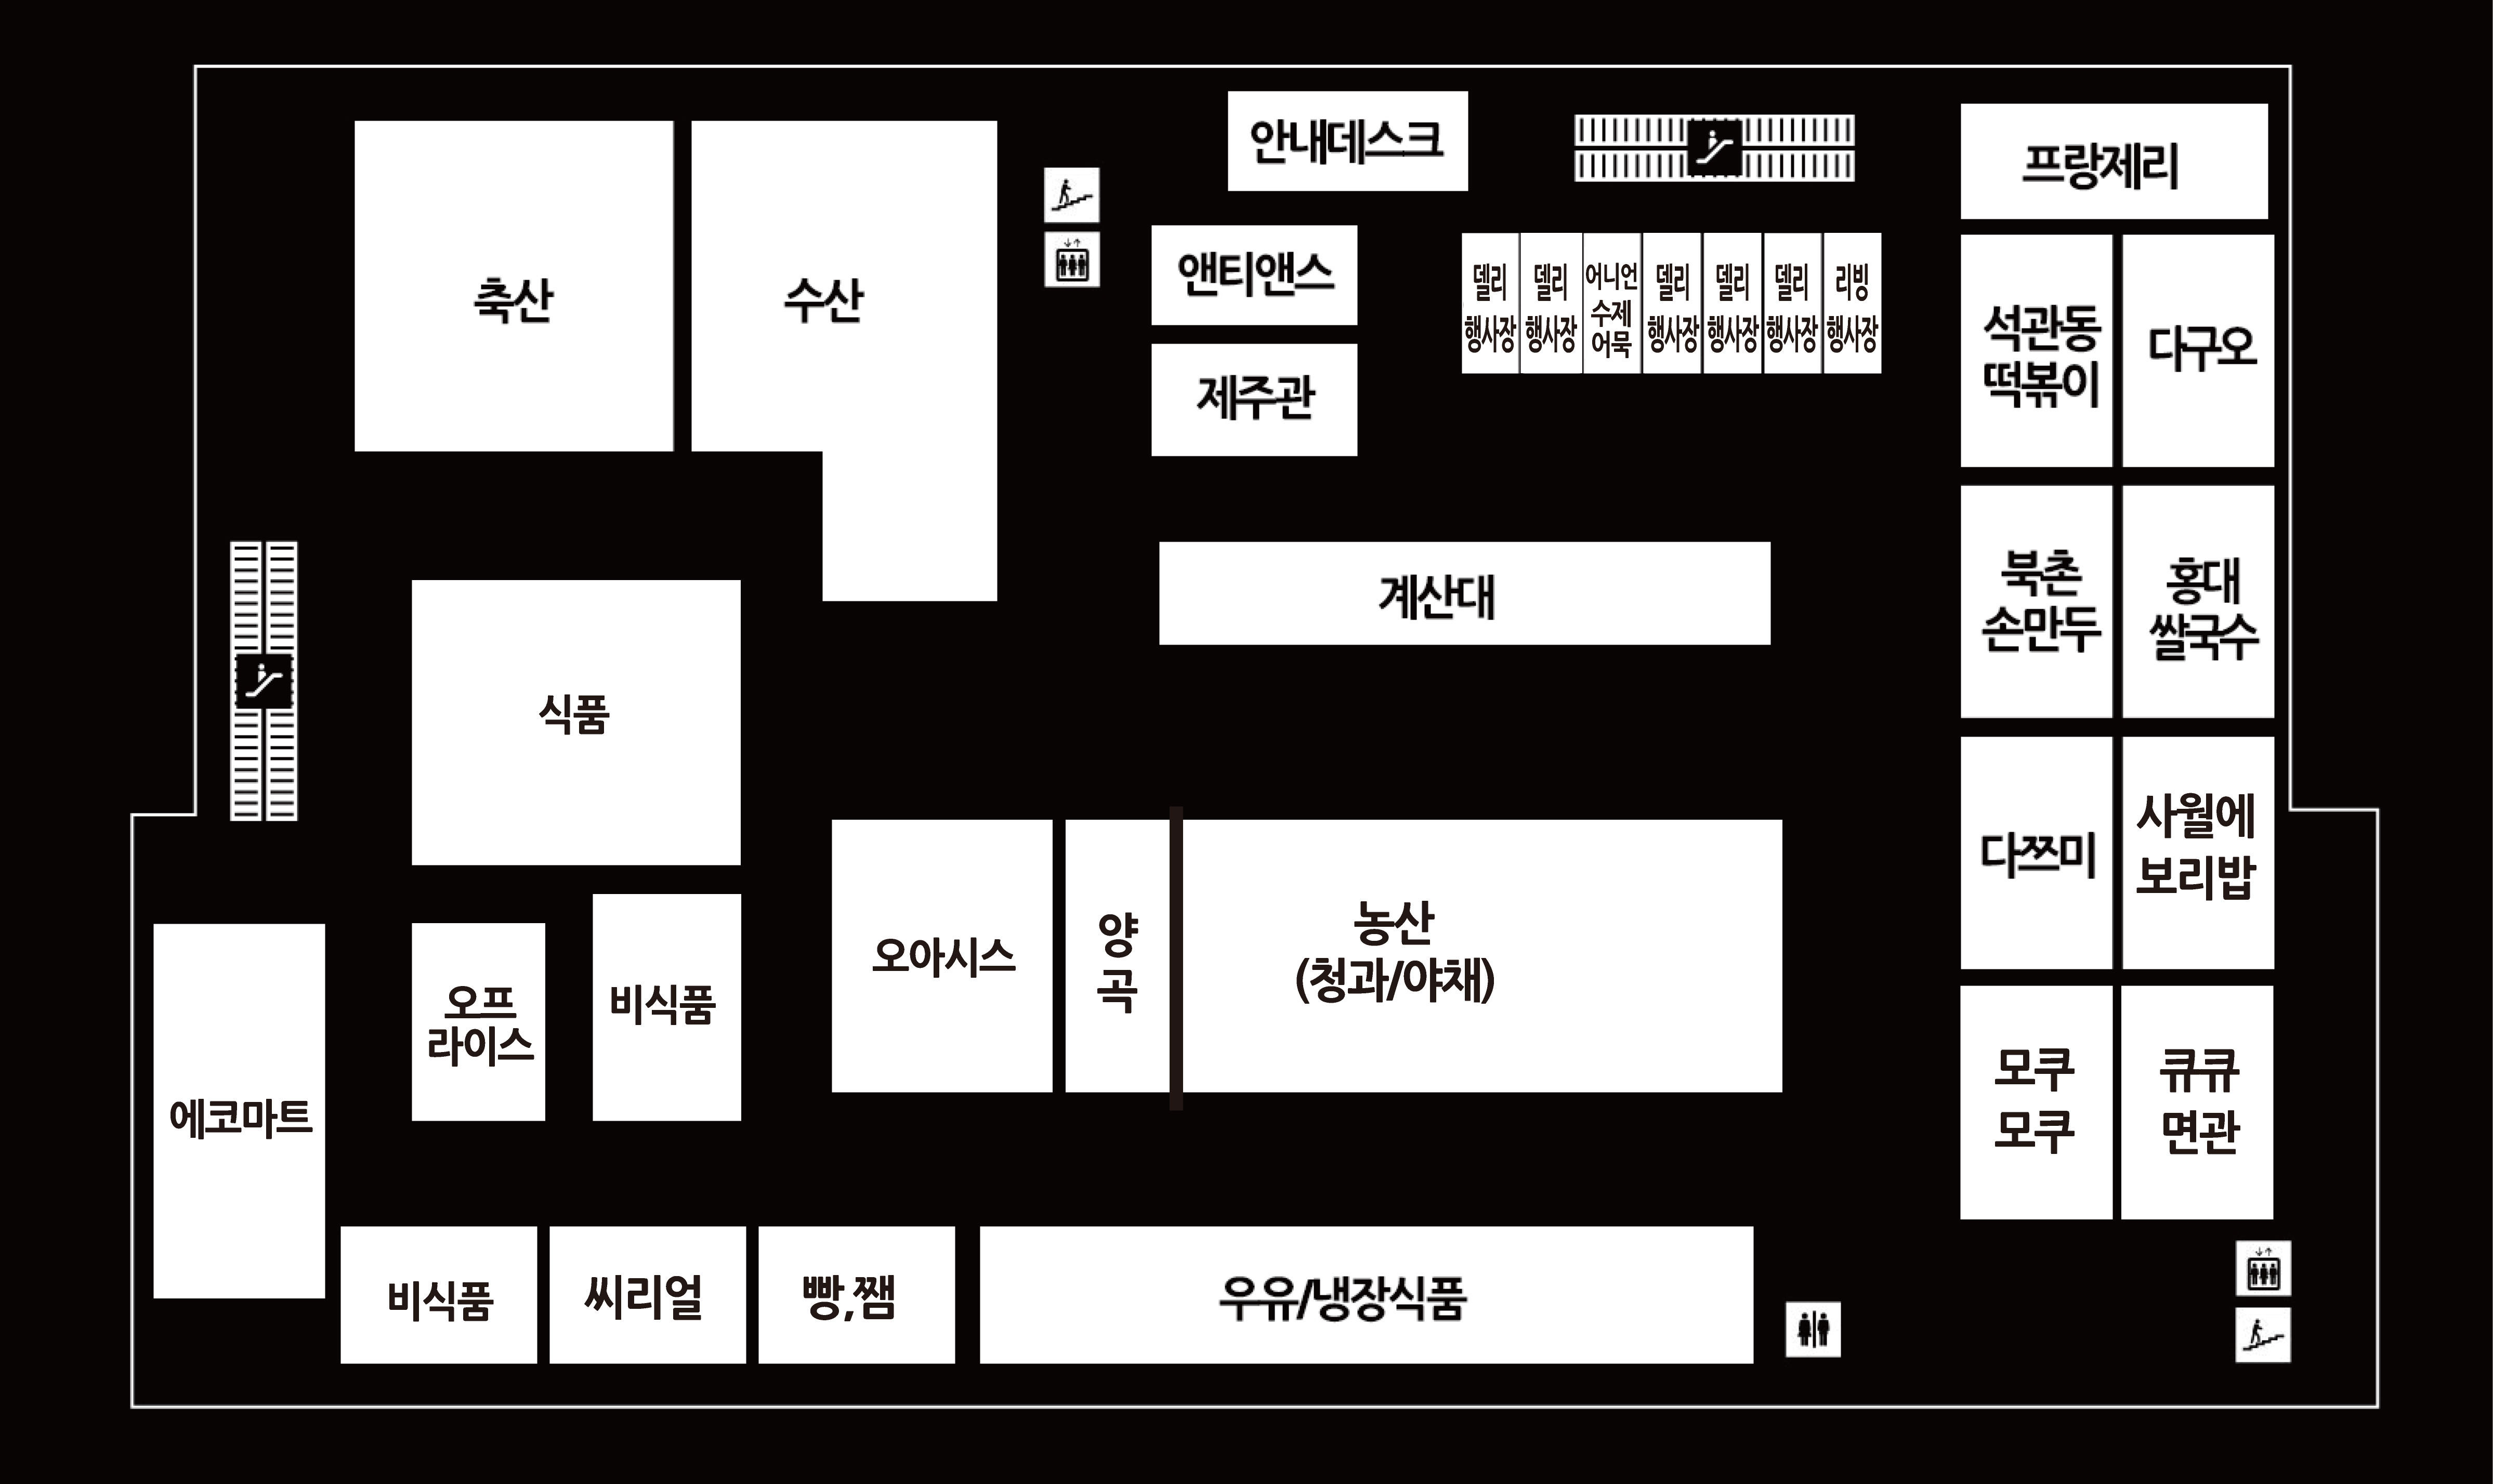 안내데스크
프랑제리
축산
수산
앤티앤스
제주관
델리
행사장
델리
행사장
어니언
수제
어묵
델리
행사장
델리
행사장
델리
행사장
리빙
행사장
석관동
떡볶이
다규오
계산대
북촌
손만두
홍대
쌀국수
식품
다쯔미
사월에
보리밥
오아시스
양
곡
농산
(청과/야채)
오프
라이스
비식품
에코마트
모쿠
모쿠
큐큐
면관
비식품
씨리얼
빵,쨈
우유/냉장식품